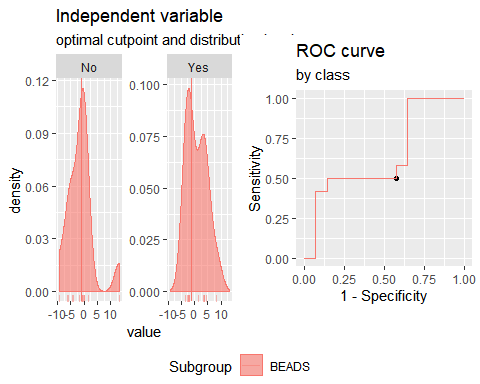 Independent variable
optimal cutpoint and distribut
No
Yes
0.12
0.09
0.06
0.03
0.00
0.100
0.075
0.050
0.025
0.000
density
-10 -5 0 5 10
-10 -5 0 5 10
value
ROC curve
by class
1.00
0.75
0.50
0.25
0.00
Sensitivity
0.00 0.25 0.50 0.75 1.00
1 - Specificity
Subgroup BEADS